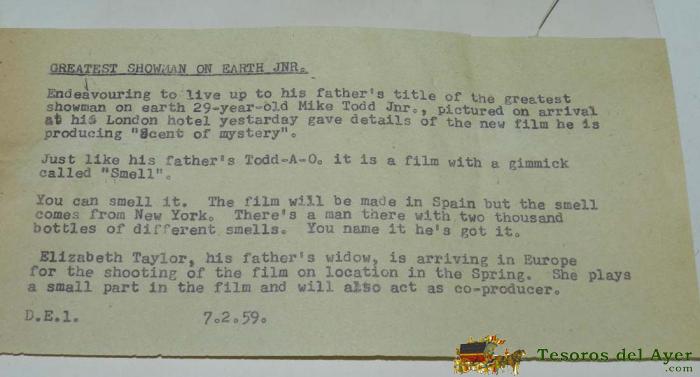 GREATEST SHOWMAN ON EARTH JNR.
Endeavouring to live up to his father's title of the greatest
showman on earth 29-year-old Mike Todd Jnr., pictured on arrival
at his London hotel yestarday gave details of the new film he is
producing "Scent of mystery".
Just like his father's Todd-A-O. it is a film with a gimmick
called "Smell".
You can smell it. The film will be made in Spain but the smell
comes from New York. There's a man there with two thousand
bottles of different smells. You name it he's got it.
Elizabeth Taylor, his father's widow, is arriving in Europe
for the shooting of the film on location in the Spring. She plays
a small part in the film and will also act as co-producer.
D.E.1. 7.2.59.
Tesoros del Ayer
.com